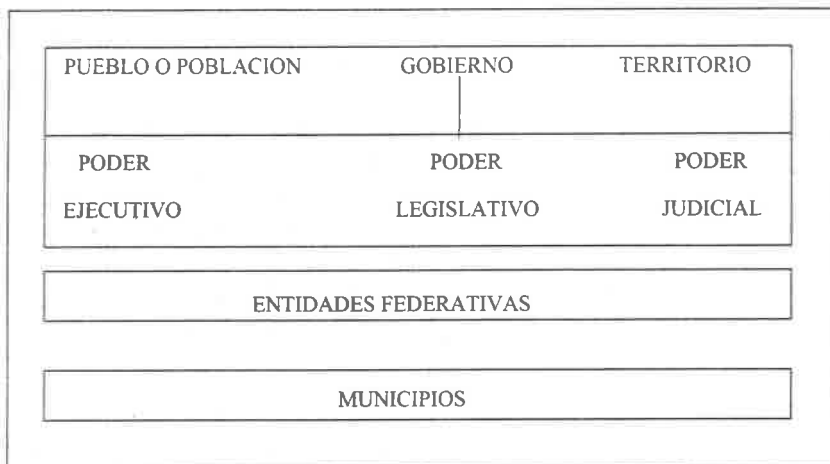 PUEBLO O POBLACION GOBIERNO TERRITORIO
PODER PODER PODER
EJECUTIVO LEGISLATIVO JUDICIAL
ENTIDADES FEDERATIVAS
MUNICIPIOS